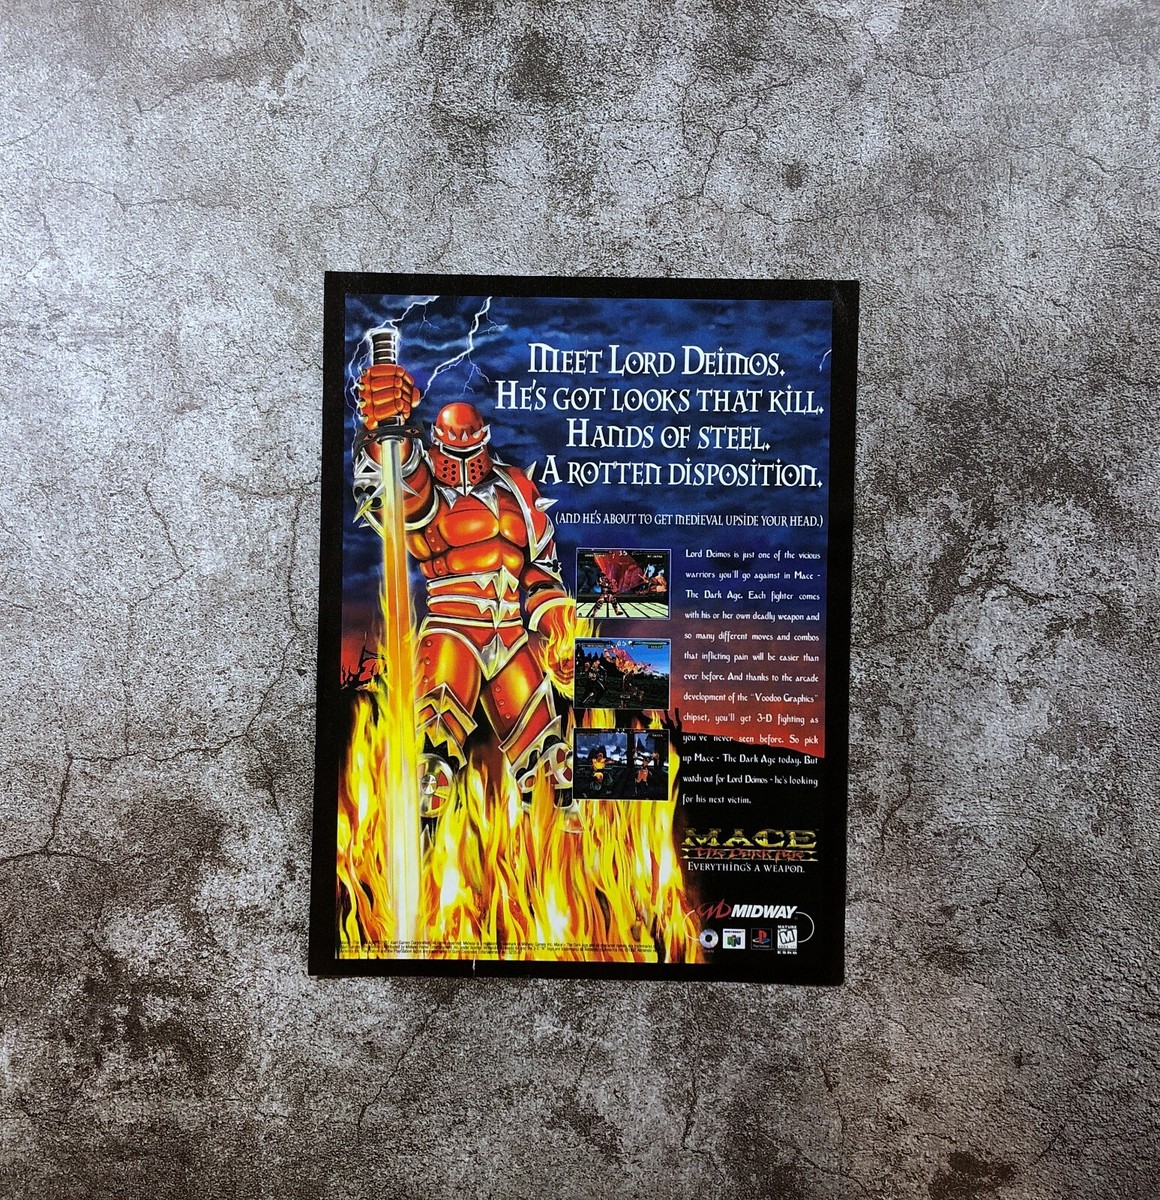 Meet Lord Deimos.
He's got looks that kill.
Hands of steel.
A rotten disposition.
(And he's about to get medieval upside your head.)
Lord Deimos is just one of the vicious
warriors you'll go against in Mace -
The Dark Age. Each fighter comes
with his or her own deadly weapon and
so many different moves and combos
that inflicting pain will be easier than
ever before. And thanks to the arcade
development of the "Voodoo Graphics"
chipset, you'll get 3-D fighting as
you've never seen before. So pick
up Mace - The Dark Age today. But
watch out for Lord Deimos - he's looking
for his next victim.
MACE
The Dark Age
Everything's a weapon.
MIDWAY
MATURE
M